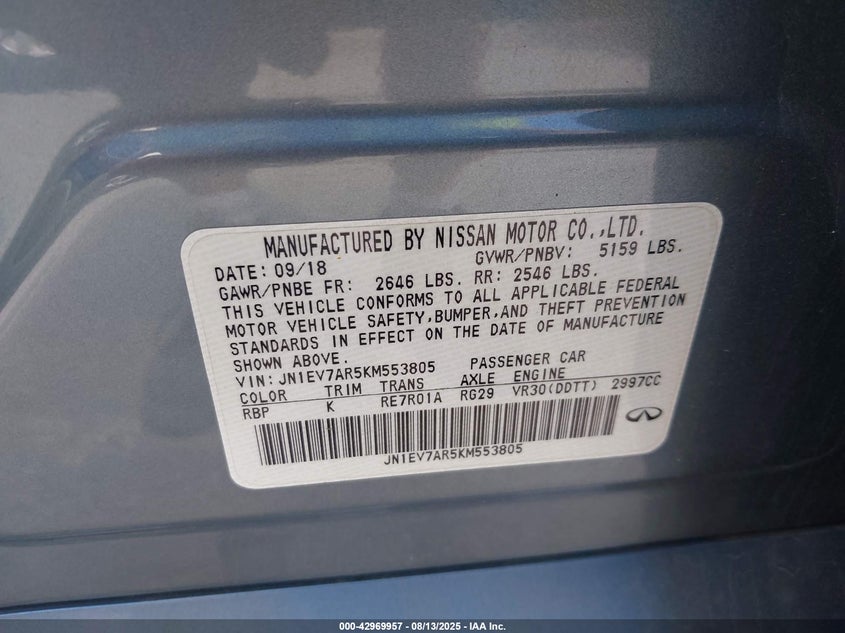 MANUFACTURED BY NISSAN MOTOR CO.,LTD.
DATE: 09/18 GVWR/PNBV: 5159 LBS.
GAWR/PNBE FR: 2646 LBS. RR: 2546 LBS.
THIS VEHICLE CONFORMS TO ALL APPLICABLE FEDERAL
MOTOR VEHICLE SAFETY,BUMPER,AND THEFT PREVENTION
STANDARDS IN EFFECT ON THE DATE OF MANUFACTURE
SHOWN ABOVE.
VIN:JN1EV7AR5KM553805 PASSENGER CAR
COLOR TRIM TRANS AXLE ENGINE
RBP K RE7R01A RG29 VR30(DDTT) 2997CC
JN1EV7AR5KM553805
000-42969957 - 08/13/2025 - IAA Inc.